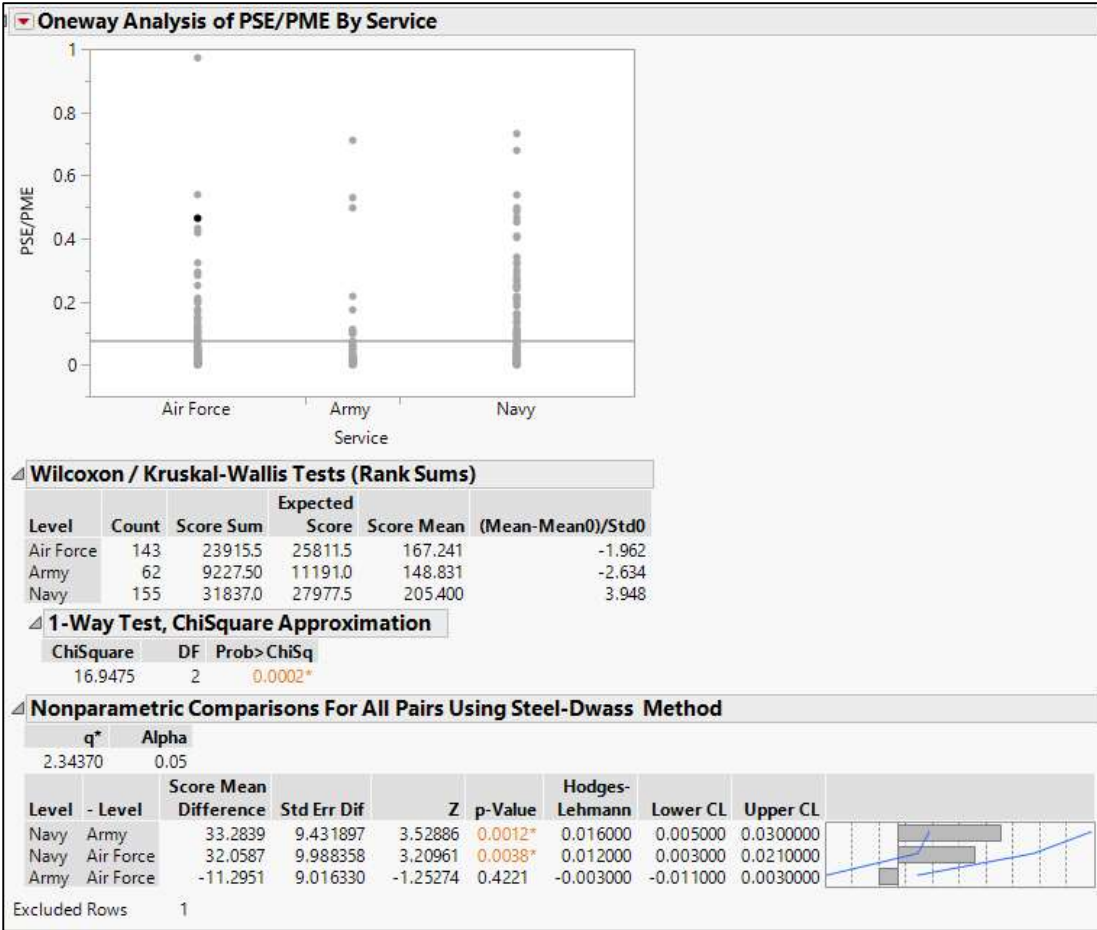 Oneway Analysis of PSE/PME By Service
1
0.8
0.6
0.4
0.2
0
PSE/PME
Air Force Army Navy
Service
Wilcoxon / Kruskal-Wallis Tests (Rank Sums)
Level Count Score Sum Expected Score Score Mean (Mean-Mean0)/Std0
Air Force 143 23915.5 25811.5 167.241 -1.962
Army 62 9227.50 11191.0 148.831 -2.634
Navy 155 31837.0 27977.5 205.400 3.948
1-Way Test, ChiSquare Approximation
ChiSquare DF Prob>ChiSq
16.9475 2 0.0002*
Nonparametric Comparisons For All Pairs Using Steel-Dwass Method
q* Alpha
2.34370 0.05
Level - Level Score Mean Difference Std Err Dif Z p-Value Hodges-Lehmann Lower CL Upper CL
Navy Army 33.2839 9.431897 3.52886 0.0012* 0.016000 0.005000 0.0300000
Navy Air Force 32.0587 9.988358 3.20961 0.0038* 0.012000 0.003000 0.0210000
Army Air Force -11.2951 9.016330 -1.25274 0.4221 -0.003000 -0.011000 0.0030000
Excluded Rows 1